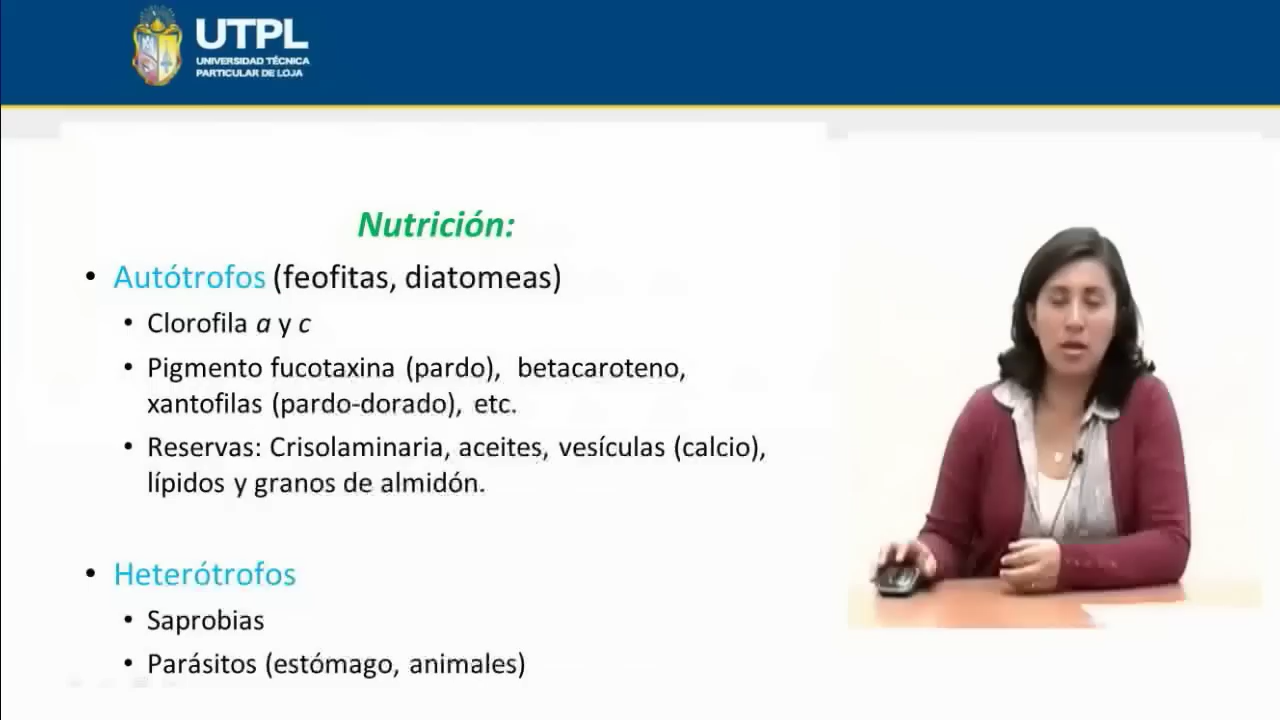 UTPL
UNIVERSIDAD TÉCNICA
PARTICULAR DE LOJA
Nutrición:
• Autótrofos (feofitas, diatomeas)
• Clorofila a y c
• Pigmento fucotaxina (pardo), betacaroteno,
xantofilas (pardo-dorado), etc.
• Reservas: Crisolaminaria, aceites, vesículas (calcio),
lípidos y granos de almidón.
• Heterótrofos
• Saprobias
• Parásitos (estómago, animales)